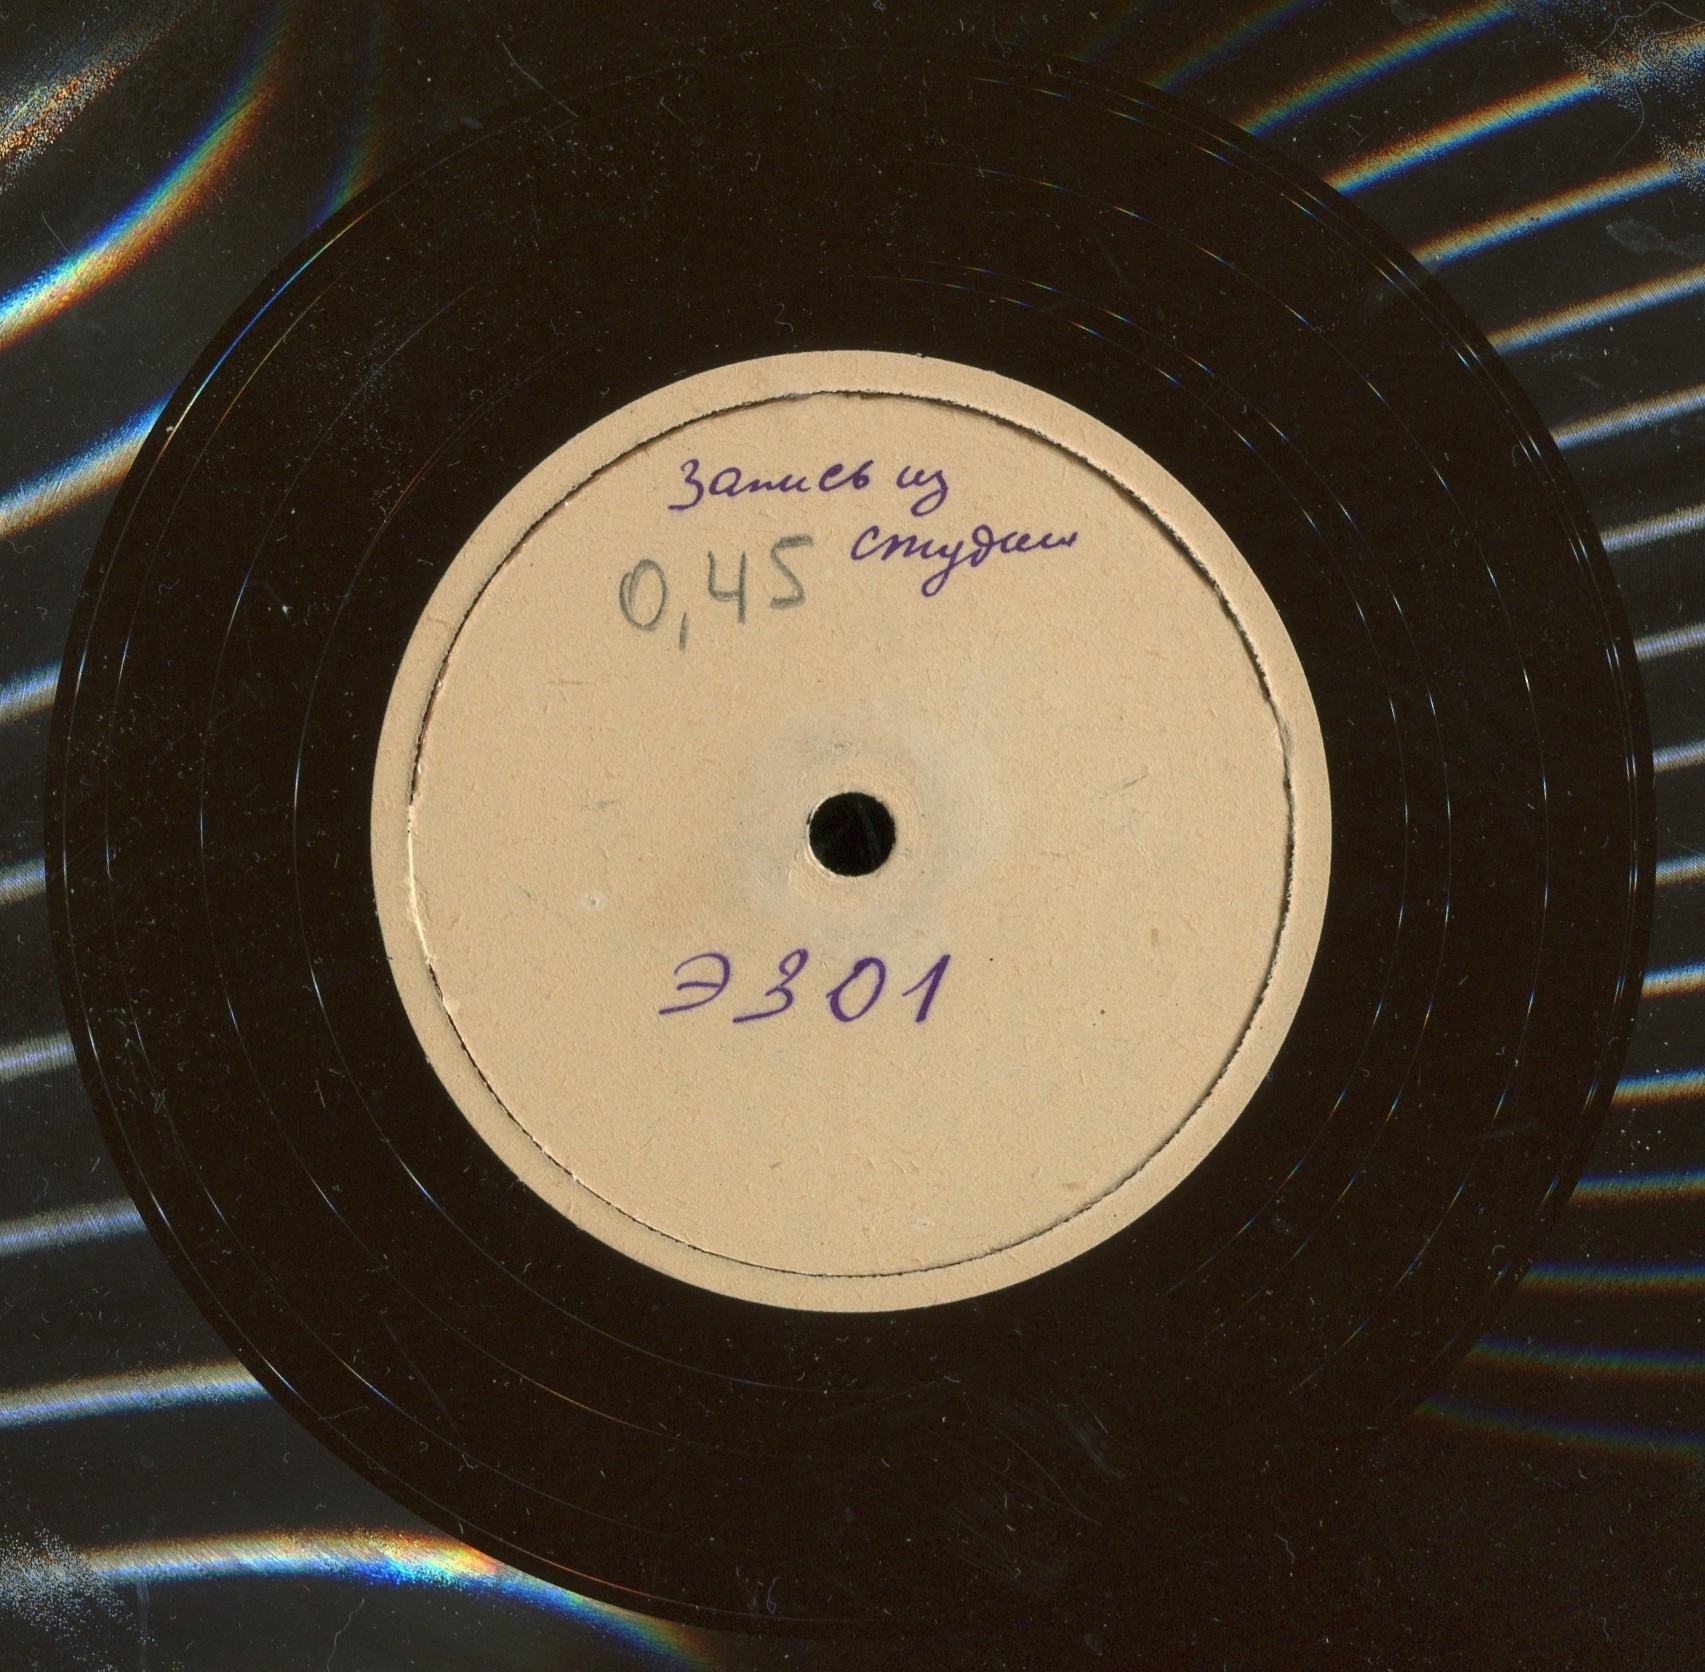 Запись из
студии
0,45
Э301